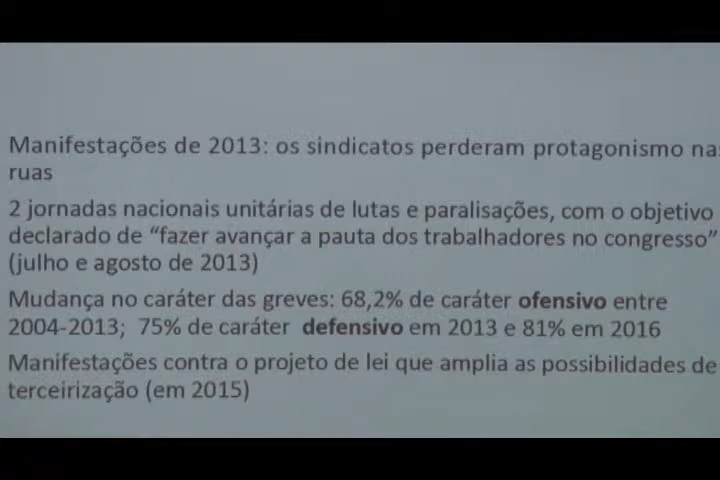 Manifestações de 2013: os sindicatos perderam protagonismo nas
ruas
2 jornadas nacionais unitárias de lutas e paralisações, com o objetivo
declarado de “fazer avançar a pauta dos trabalhadores no congresso”
(julho e agosto de 2013)
Mudança no caráter das greves: 68,2% de caráter ofensivo entre
2004-2013; 75% de caráter defensivo em 2013 e 81% em 2016
Manifestações contra o projeto de lei que amplia as possibilidades de
terceirização (em 2015)